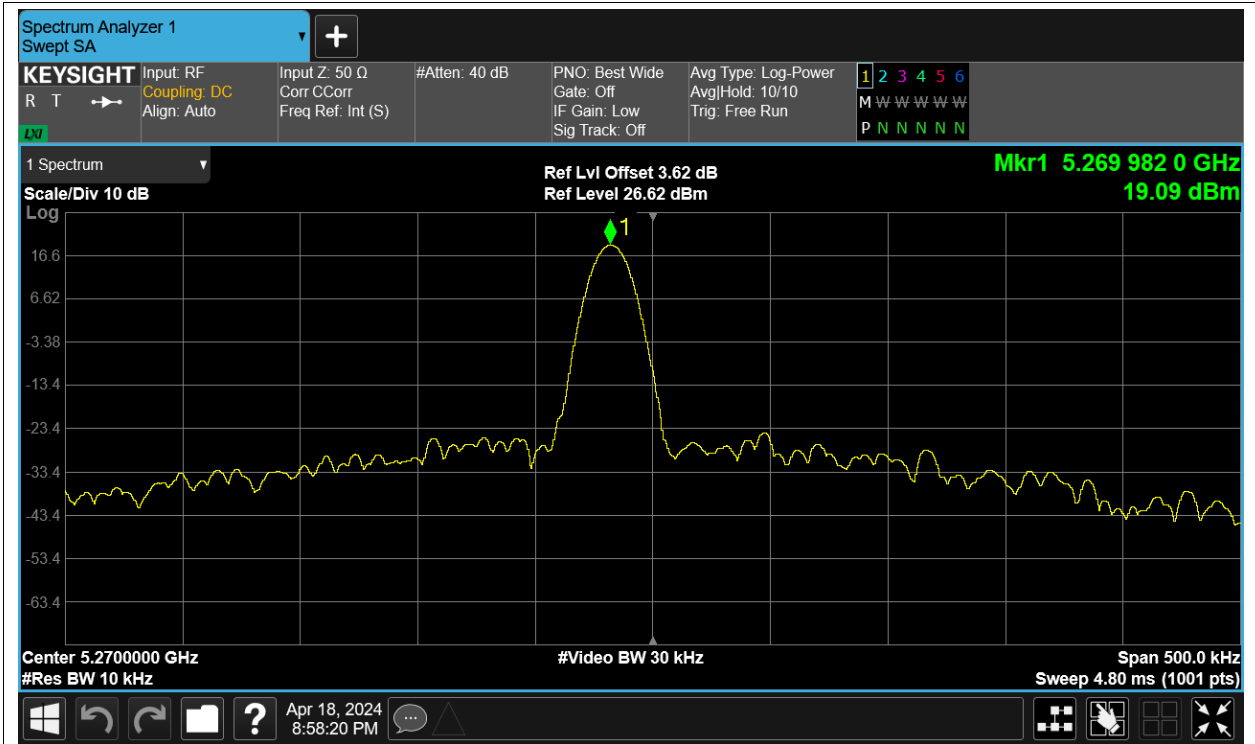 Spectrum Analyzer 1
Swept SA
+
KEYSIGHT
R T
LXI
Input: RF
Coupling: DC
Align: Auto
Input Z: 50 Ω
Corr CCorr
Freq Ref: Int (S)
#Atten: 40 dB
PNO: Best Wide
Gate: Off
IF Gain: Low
Sig Track: Off
Avg Type: Log-Power
Avg|Hold: 10/10
Trig: Free Run
1 2 3 4 5 6
M W W W W W
P N N N N N
1 Spectrum
Scale/Div 10 dB
Log
Ref Lvl Offset 3.62 dB
Ref Level 26.62 dBm
Mkr1 5.269 982 0 GHz
19.09 dBm
1
16.6
6.62
-3.38
-13.4
-23.4
-33.4
-43.4
-53.4
-63.4
Center 5.2700000 GHz
#Res BW 10 kHz
#Video BW 30 kHz
Span 500.0 kHz
Sweep 4.80 ms (1001 pts)
?
Apr 18, 2024
8:58:20 PM